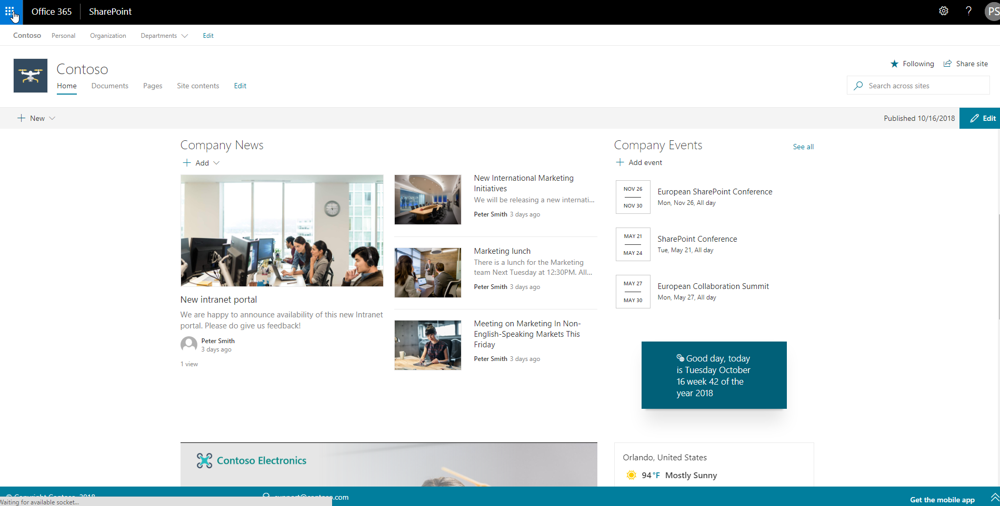 Office 365
SharePoint
?
PS
Contoso
Personal
Organization
Departments
Edit
Contoso
Home
Documents
Pages
Site contents
Edit
Following
Share site
Search across sites
New
Published 10/16/2018
Edit
Company News
Add
New intranet portal
We are happy to announce availability of this new Intranet
portal. Please do give us feedback!
Peter Smith
3 days ago
1 view
New International Marketing
Initiatives
We will be releasing a new internati...
Peter Smith 3 days ago
Marketing lunch
There is a lunch for the Marketing
team Next Tuesday at 12:30PM. All...
Peter Smith 3 days ago
Meeting on Marketing In Non-
English-Speaking Markets This
Friday
Peter Smith 3 days ago
Company Events
See all
Add event
NOV 26
NOV 30
European SharePoint Conference
Mon, Nov 26, All day
MAY 21
MAY 24
SharePoint Conference
Tue, May 21, All day
MAY 27
MAY 30
European Collaboration Summit
Mon, May 27, All day
Good day, today
is Tuesday October
16 week 42 of the
year 2018
Contoso Electronics
Orlando, United States
94 °F Mostly Sunny
© Copyright Contoso, 2018
support@contoso.com
Get the mobile app
Waiting for available socket...